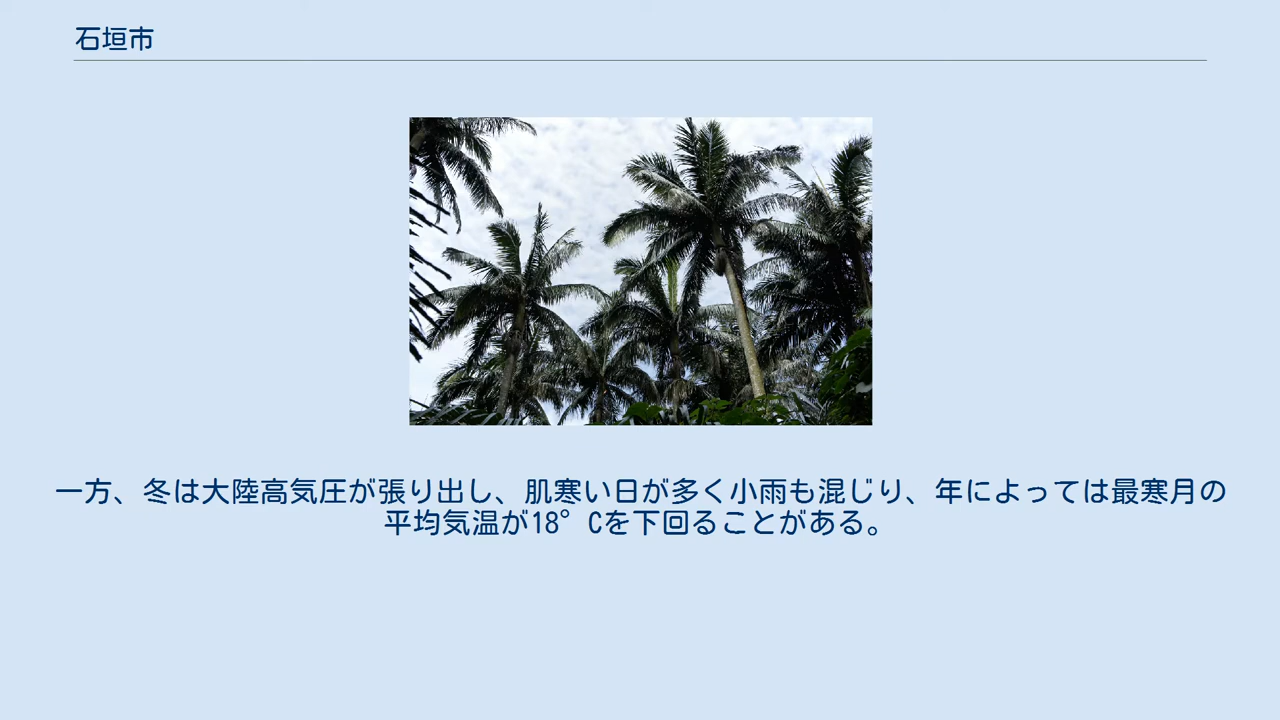 石垣市
一方、冬は大陸高気圧が張り出し、肌寒い日が多く小雨も混じり、年によっては最寒月の
平均気温が18°Cを下回ることがある。